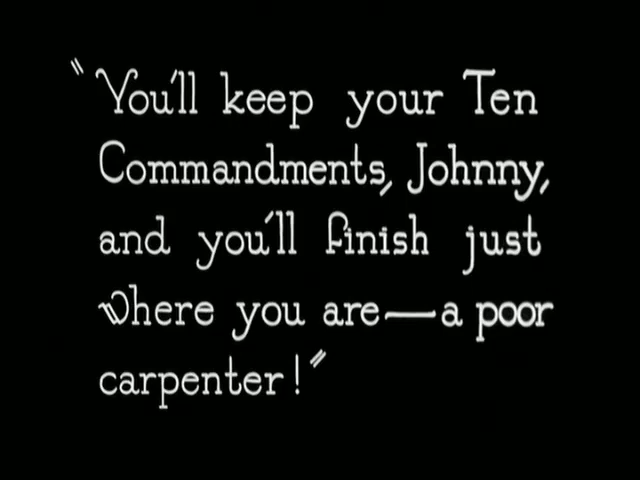 "You'll keep your Ten
Commandments, Johnny,
and you'll finish just
where you are—a poor
carpenter!"